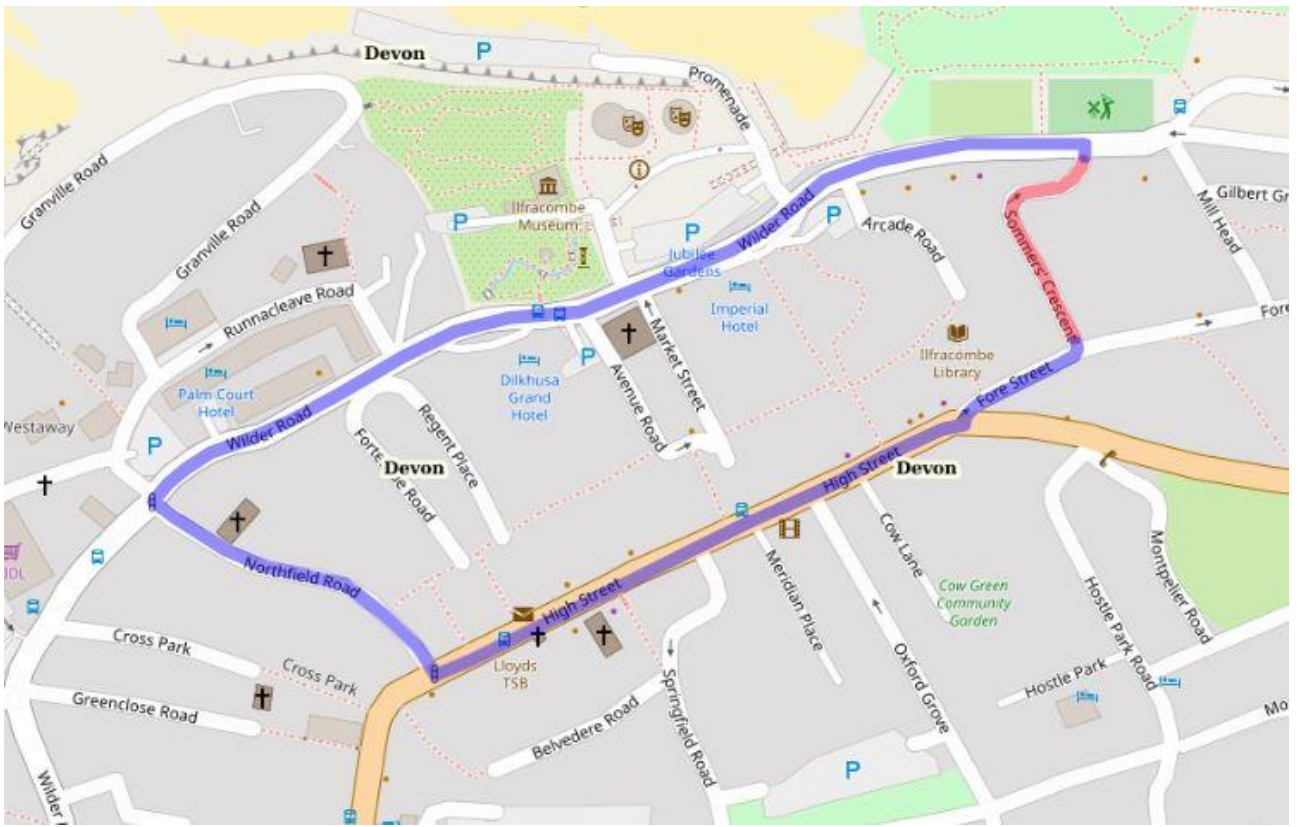 Devon
P
Promenade
Granville Road
Granville Road
Ilfracombe
Museum
P
P
Jubilee
Gardens
Wilder Road
P
Arcade Road
Sommers' Crescent
Mill Head
Gilbert Gr
Runnacleave Road
Imperial
Hotel
Market Street
Ilfracombe
Library
Fore Street
Fore
Palm Court
Hotel
Dilkhusa
Grand
Hotel
P
Avenue Road
Westaway
P
Wilder Road
Regent Place
Devon
High Street
Devon
Northfield Road
High Street
Meridian Place
Cow Lane
Cow Green
Community
Garden
Montpelier Road
Hostle Park Road
Cross Park
Cross Park
Lloyds
TSB
Greenclose Road
Belvedere Road
Springfield Road
Oxford Grove
Hostle Park
Mo
P